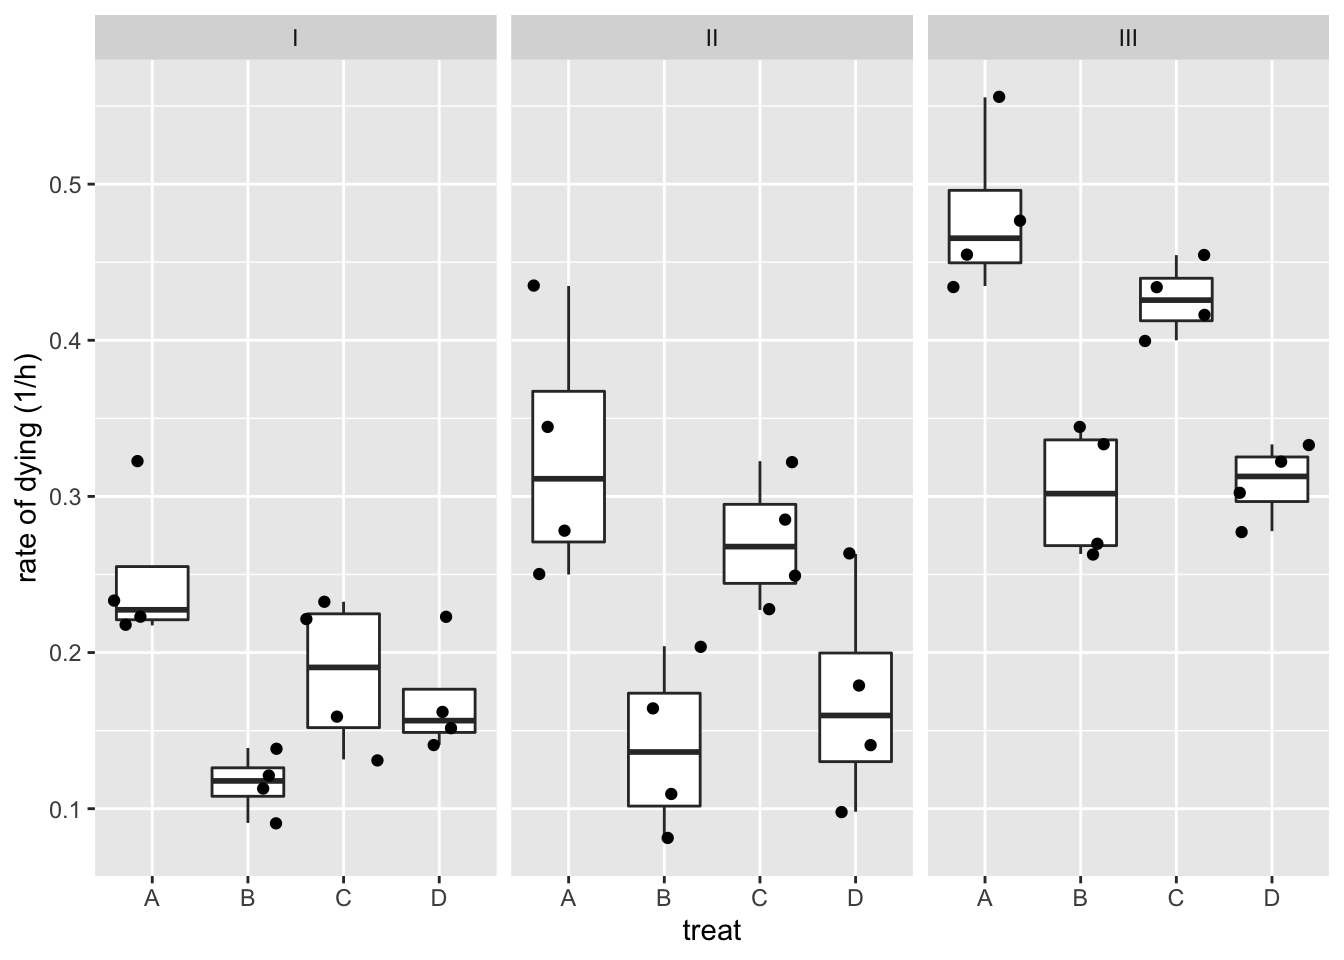 I II III
rate of dying (1/h)
0.5
0.4
0.3
0.2
0.1
A B C D A B C D A B C D
treat